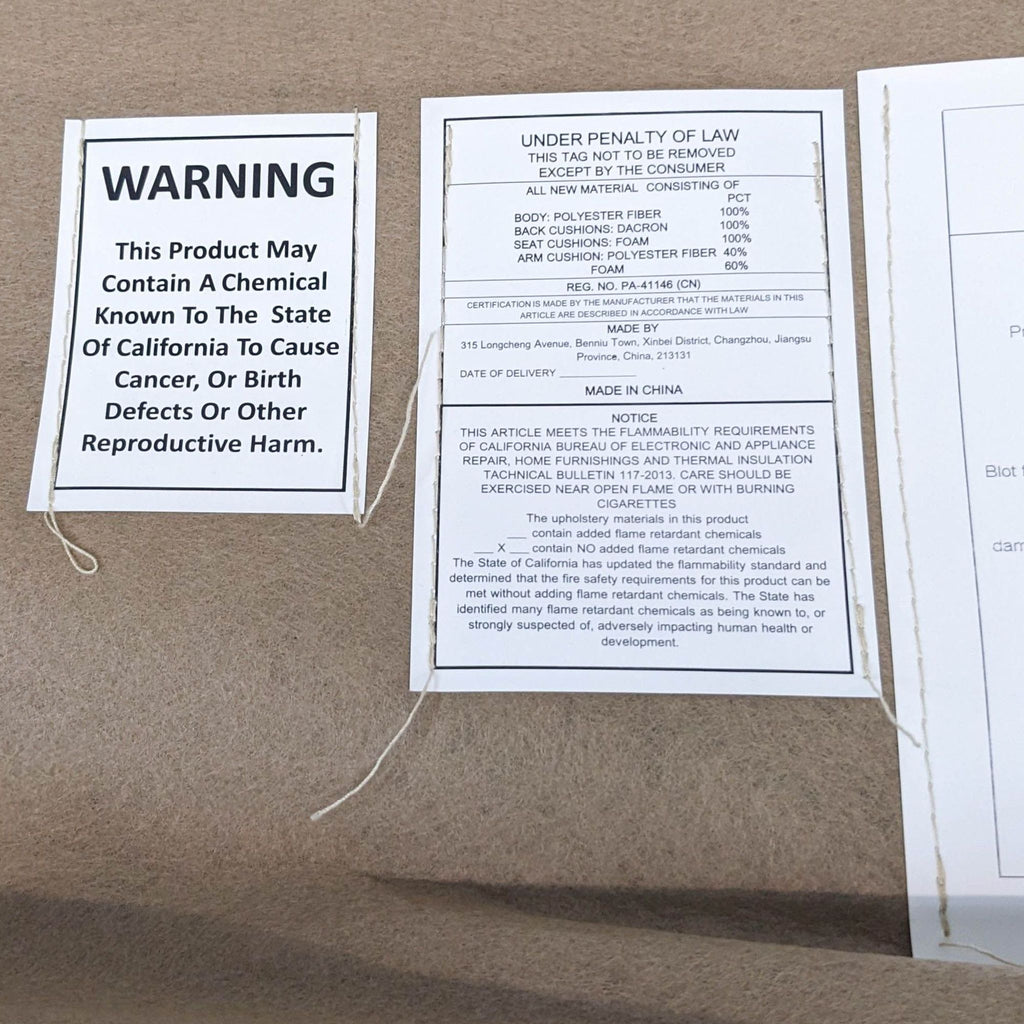 WARNING
This Product May
Contain A Chemical
Known To The State
Of California To Cause
Cancer, Or Birth
Defects Or Other
Reproductive Harm.
UNDER PENALTY OF LAW
THIS TAG NOT TO BE REMOVED
EXCEPT BY THE CONSUMER
ALL NEW MATERIAL CONSISTING OF
PCT
BODY: POLYESTER FIBER 100%
BACK CUSHIONS: DACRON 100%
SEAT CUSHIONS: FOAM 100%
ARM CUSHION: POLYESTER FIBER 40%
FOAM 60%
REG. NO. PA-41146 (CN)
CERTIFICATION IS MADE BY THE MANUFACTURER THAT THE MATERIALS IN THIS
ARTICLE ARE DESCRIBED IN ACCORDANCE WITH LAW
MADE BY
315 Longcheng Avenue, Benniu Town, Xinbei District, Changzhou, Jiangsu
Province, China, 213131
DATE OF DELIVERY ____________
MADE IN CHINA
NOTICE
THIS ARTICLE MEETS THE FLAMMABILITY REQUIREMENTS
OF CALIFORNIA BUREAU OF ELECTRONIC AND APPLIANCE
REPAIR, HOME FURNISHINGS AND THERMAL INSULATION
TACHNICAL BULLETIN 117-2013. CARE SHOULD BE
EXERCISED NEAR OPEN FLAME OR WITH BURNING
CIGARETTES
The upholstery materials in this product
___ contain added flame retardant chemicals
___ X ___ contain NO added flame retardant chemicals
The State of California has updated the flammability standard and
determined that the fire safety requirements for this product can be
met without adding flame retardant chemicals. The State has
identified many flame retardant chemicals as being known to, or
strongly suspected of, adversely impacting human health or
development.
Blot